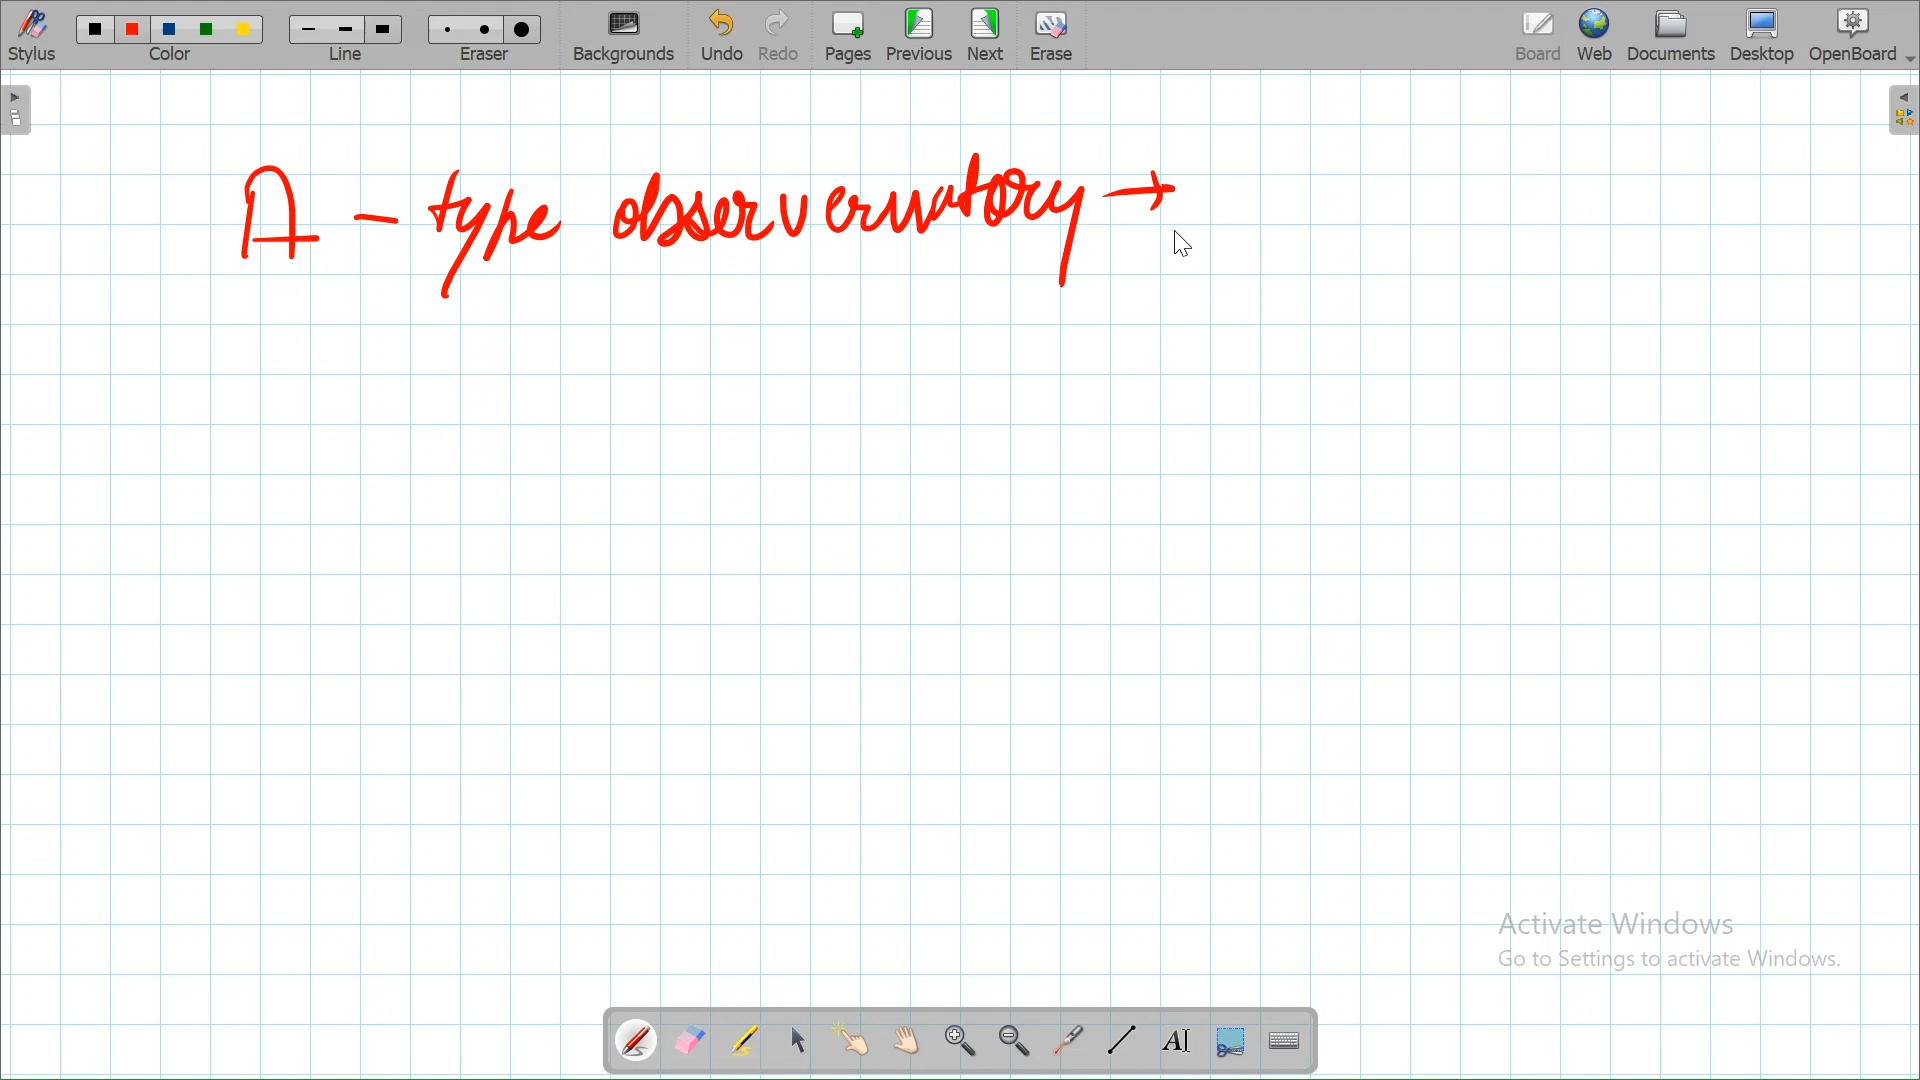 Stylus Color Line Eraser Backgrounds Undo Redo Pages Previous Next Erase Board Web Documents Desktop OpenBoard
A - type obserververatory →
Activate Windows
Go to Settings to activate Windows.